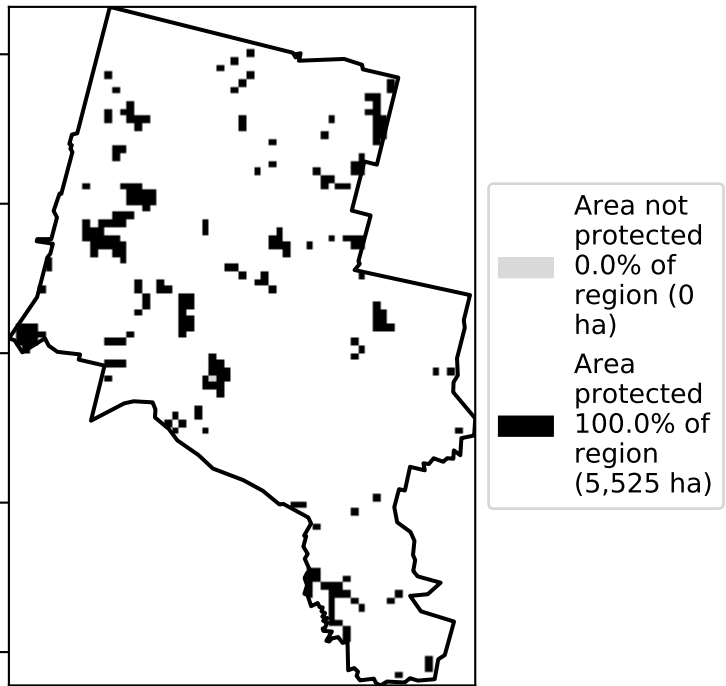 Area not
protected
0.0% of
region (0
ha)
Area
protected
100.0% of
region
(5,525 ha)